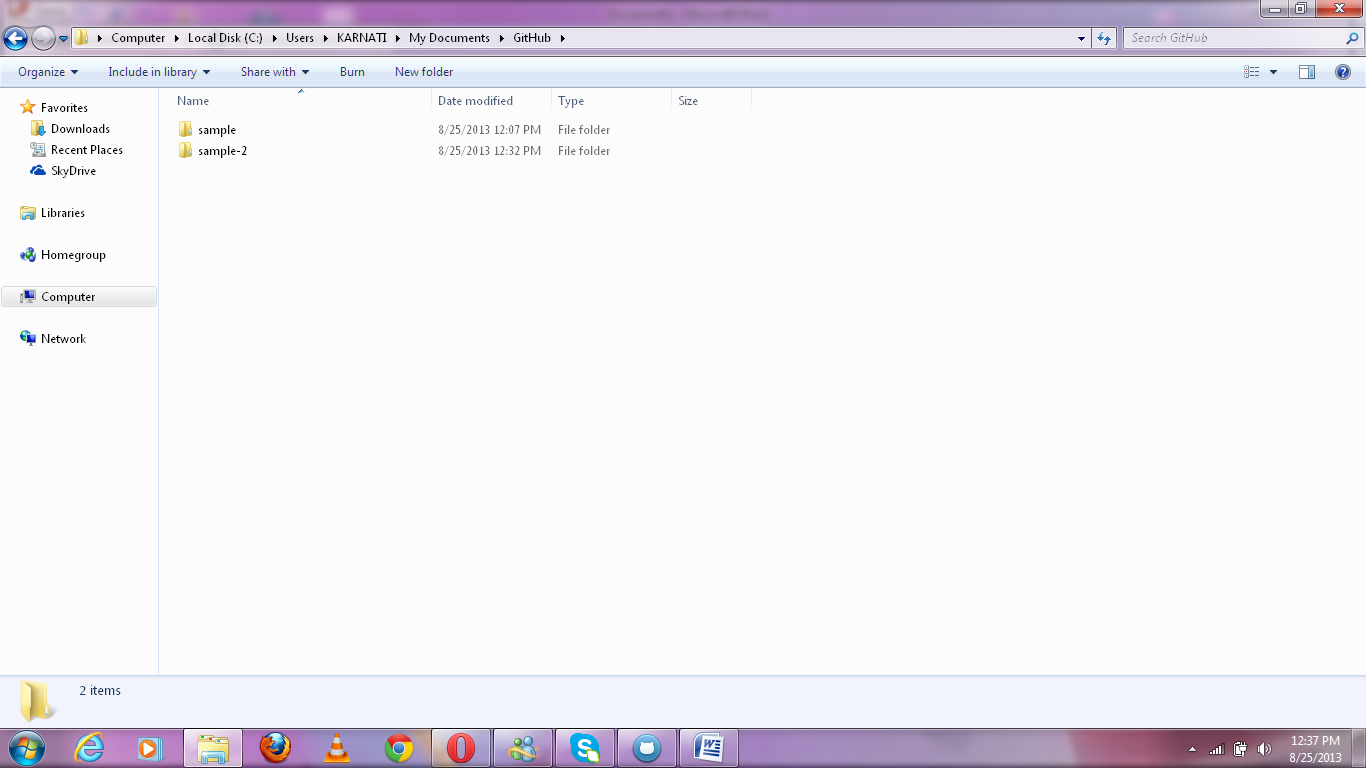 Computer Local Disk (C:) Users KARNATI My Documents GitHub
Search GitHub
Organize Include in library Share with Burn New folder
Name Date modified Type Size
sample 8/25/2013 12:07 PM File folder
sample-2 8/25/2013 12:32 PM File folder
Favorites
Downloads
Recent Places
SkyDrive
Libraries
Homegroup
Computer
Network
2 items
12:37 PM
8/25/2013